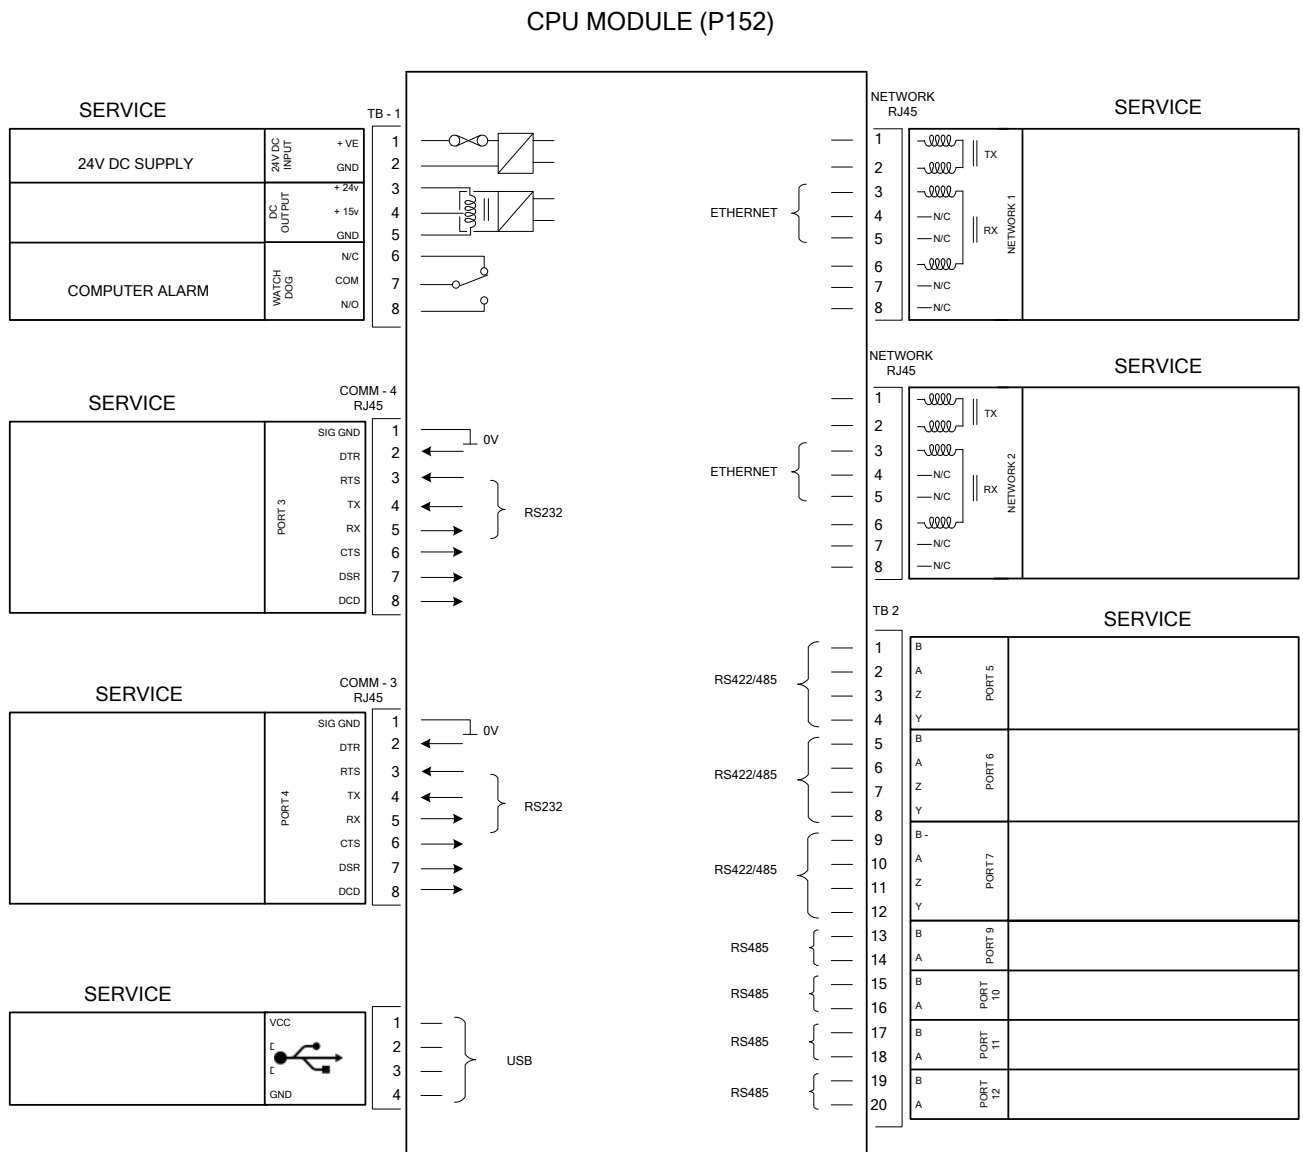 CPU MODULE (P152)
SERVICE
TB - 1
24V DC SUPPLY
24V DC
INPUT
+ VE
GND
1
2
DC
OUTPUT
+ 24v
+ 15v
GND
3
4
5
COMPUTER ALARM
WATCH
DOG
N/C
COM
N/O
6
7
8
SERVICE
COMM - 4
RJ45
PORT 3
SIG GND
DTR
RTS
TX
RX
CTS
DSR
DCD
1
2
3
4
5
6
7
8
0V
RS232
SERVICE
COMM - 3
RJ45
PORT 4
SIG GND
DTR
RTS
TX
RX
CTS
DSR
DCD
1
2
3
4
5
6
7
8
0V
RS232
SERVICE
VCC
GND
1
2
3
4
USB
NETWORK
RJ45
SERVICE
ETHERNET
1
2
3
4
5
6
7
8
N/C
N/C
N/C
N/C
TX
RX
NETWORK 1
NETWORK
RJ45
SERVICE
ETHERNET
1
2
3
4
5
6
7
8
N/C
N/C
N/C
N/C
TX
RX
NETWORK 2
TB 2
SERVICE
RS422/485
1
2
3
4
B
A
Z
Y
PORT 5
RS422/485
5
6
7
8
B
A
Z
Y
PORT 6
RS422/485
9
10
11
12
B -
A
Z
Y
PORT 7
RS485
13
14
B
A
PORT 9
RS485
15
16
B
A
PORT
10
RS485
17
18
B
A
PORT
11
RS485
19
20
B
A
PORT
12